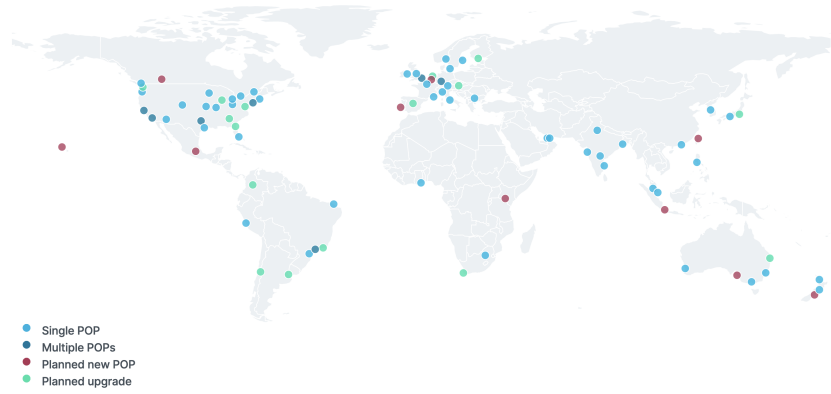 Single POP
Multiple POPs
Planned new POP
Planned upgrade